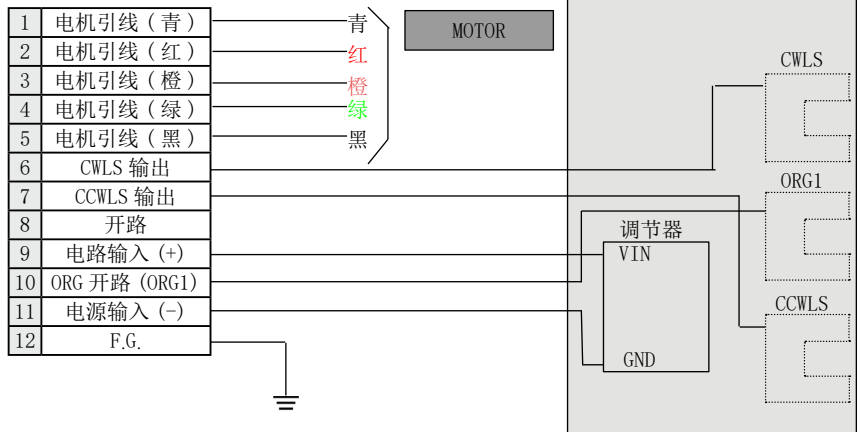 1 电机引线 ( 青 )
2 电机引线 ( 红 )
3 电机引线 ( 橙 )
4 电机引线 ( 绿 )
5 电机引线 ( 黑 )
6 CWLS 输出
7 CCWLS 输出
8 开路
9 电路输入 (+)
10 ORG 开路 (ORG1)
11 电源输入 (-)
12 F.G.
青
红
橙
绿
黑
MOTOR
CWLS
ORG1
调节器
VIN
CCWLS
GND